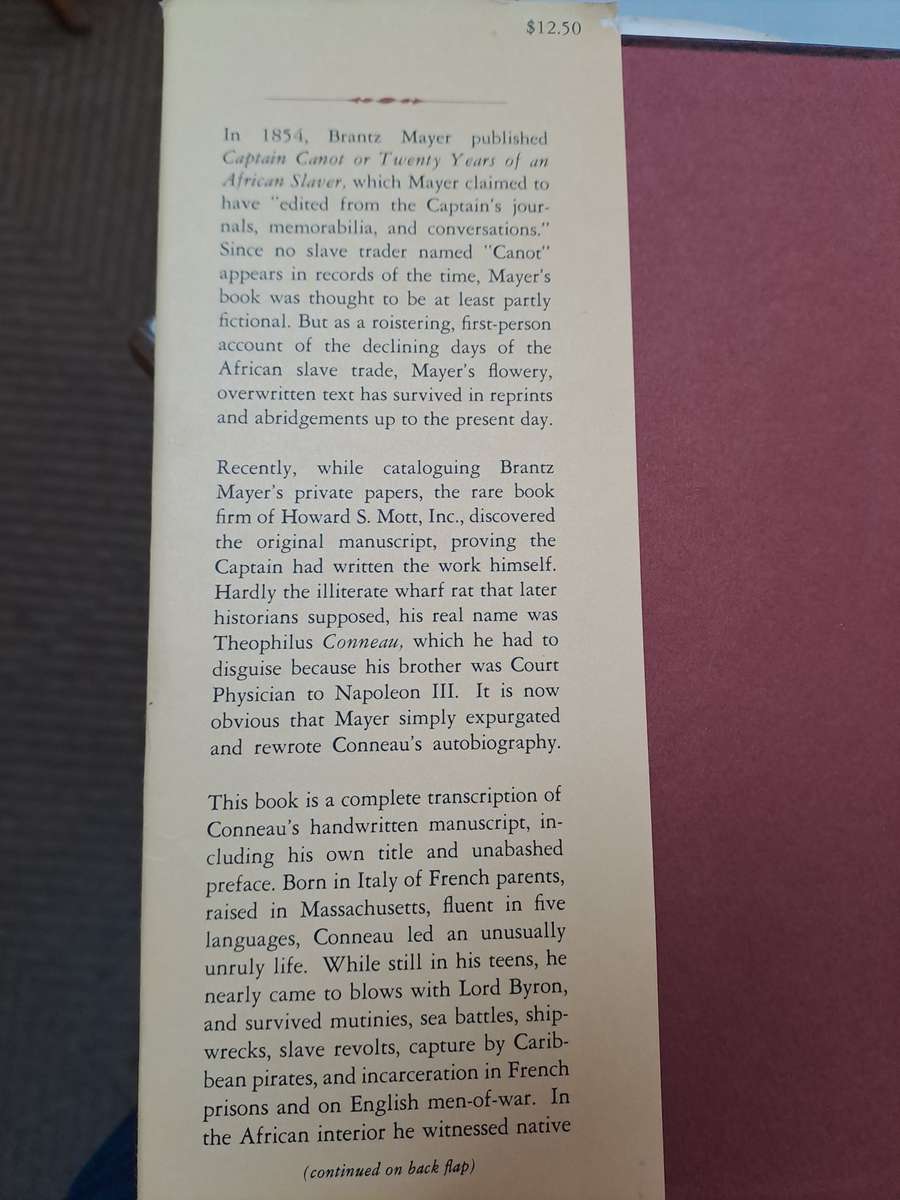 $12.50
In 1854, Brantz Mayer published
Captain Canot or Twenty Years of an
African Slaver, which Mayer claimed to
have "edited from the Captain's jour-
nals, memorabilia, and conversations."
Since no slave trader named "Canot"
appears in records of the time, Mayer's
book was thought to be at least partly
fictional. But as a roistering, first-person
account of the declining days of the
African slave trade, Mayer's flowery,
overwritten text has survived in reprints
and abridgements up to the present day.
Recently, while cataloguing Brantz
Mayer's private papers, the rare book
firm of Howard S. Mott, Inc., discovered
the original manuscript, proving the
Captain had written the work himself.
Hardly the illiterate wharf rat that later
historians supposed, his real name was
Theophilus Conneau, which he had to
disguise because his brother was Court
Physician to Napoleon III. It is now
obvious that Mayer simply expurgated
and rewrote Conneau's autobiography.
This book is a complete transcription of
Conneau's handwritten manuscript, in-
cluding his own title and unabashed
preface. Born in Italy of French parents,
raised in Massachusetts, fluent in five
languages, Conneau led an unusually
unruly life. While still in his teens, he
nearly came to blows with Lord Byron,
and survived mutinies, sea battles, ship-
wrecks, slave revolts, capture by Carib-
bean pirates, and incarceration in French
prisons and on English men-of-war. In
the African interior he witnessed native
(continued on back flap)